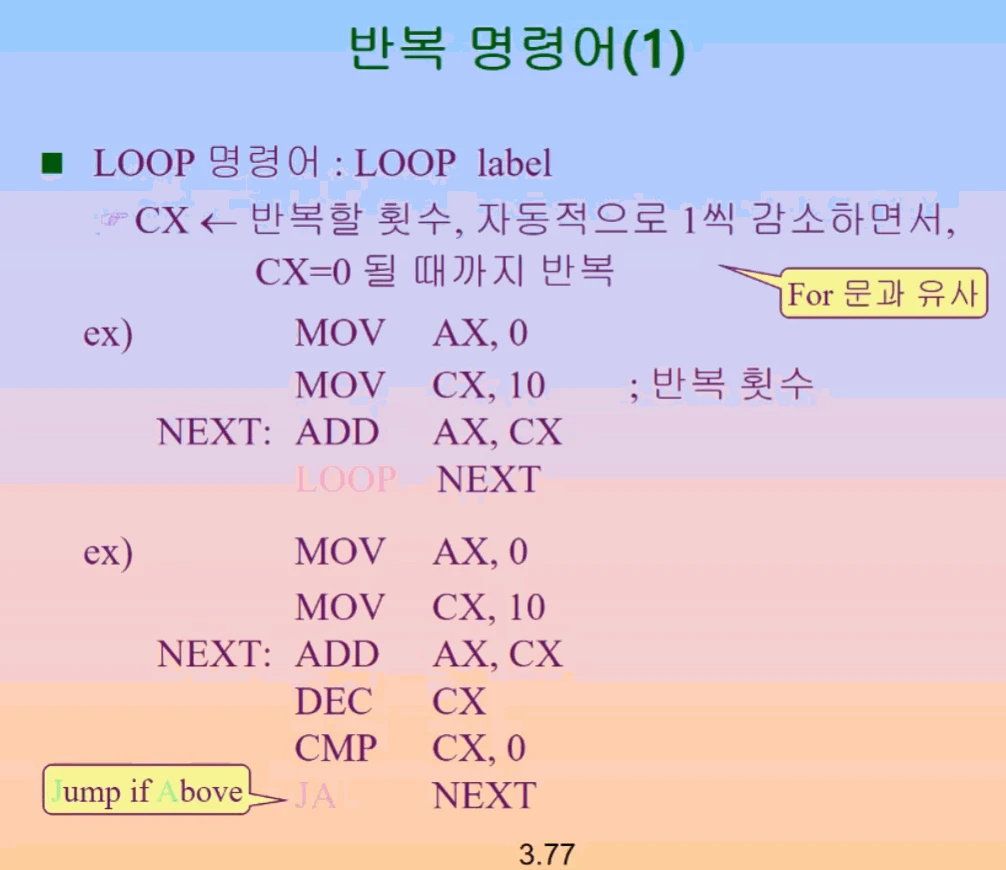 반복 명령어(1)
■ LOOP 명령어 : LOOP label
☞ CX ← 반복할 횟수, 자동적으로 1씩 감소하면서,
CX=0 될 때까지 반복
For 문과 유사
ex) MOV AX, 0
MOV CX, 10 ; 반복 횟수
NEXT: ADD AX, CX
LOOP NEXT
ex) MOV AX, 0
MOV CX, 10
NEXT: ADD AX, CX
DEC CX
CMP CX, 0
Jump if Above JA NEXT
3.77